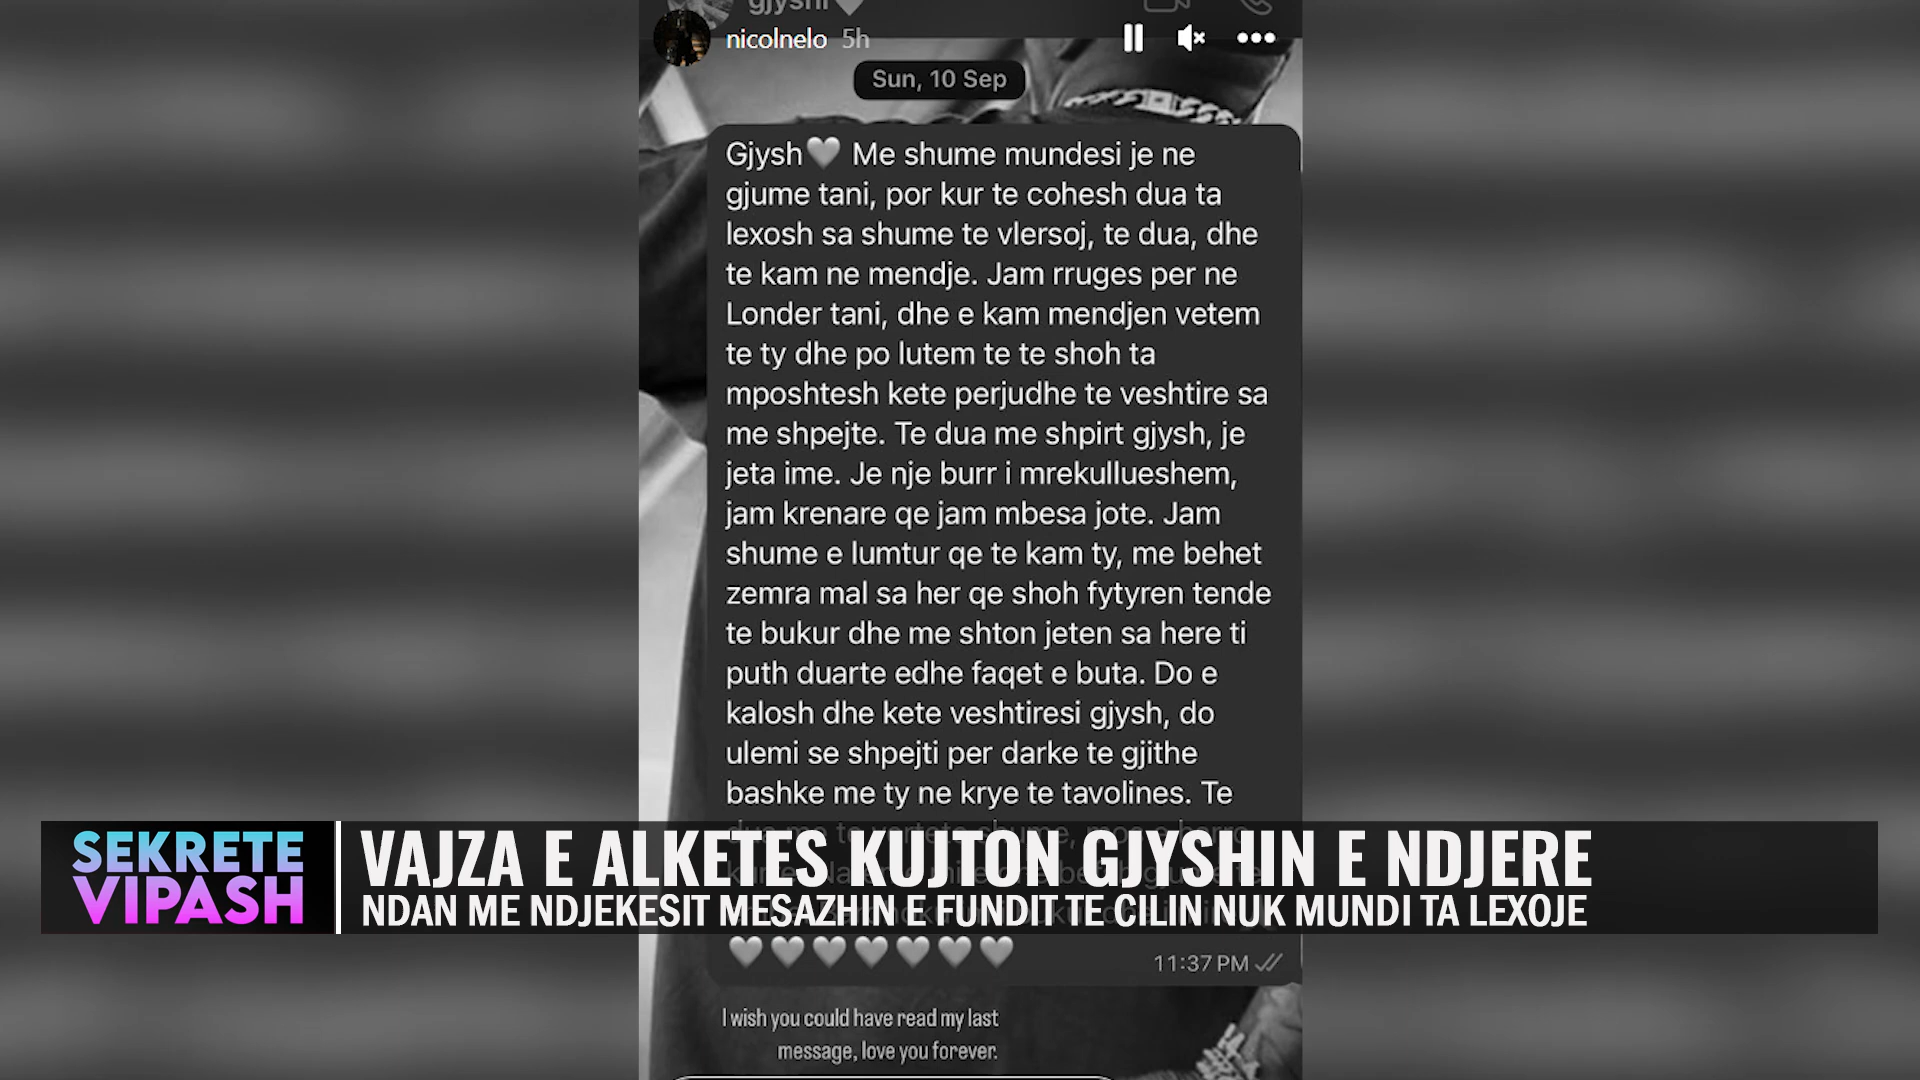 gjyshi
nicolnelo 5h
Sun, 10 Sep
Gjysh🤍 Me shume mundesi je ne
gjume tani, por kur te cohesh dua ta
lexosh sa shume te vlersoj, te dua, dhe
te kam ne mendje. Jam rruges per ne
Londer tani, dhe e kam mendjen vetem
te ty dhe po lutem te te shoh ta
mposhtesh kete perjudhe te veshtire sa
me shpejte. Te dua me shpirt gjysh, je
jeta ime. Je nje burr i mrekullueshem,
jam krenare qe jam mbesa jote. Jam
shume e lumtur qe te kam ty, me behet
zemra mal sa her qe shoh fytyren tende
te bukur dhe me shton jeten sa here ti
puth duarte edhe faqet e buta. Do e
kalosh dhe kete veshtiresi gjysh, do
ulemi se shpejti per darke te gjithe
bashke me ty ne krye te tavolines. Te
SEKRETE
VIPASH
VAJZA E ALKETES KUJTON GJYSHIN E NDJERE
NDAN ME NDJEKESIT MESAZHIN E FUNDIT TE CILIN NUK MUNDI TA LEXOJE
🤍🤍🤍🤍🤍🤍🤍
11:37 PM
I wish you could have read my last
message, love you forever.